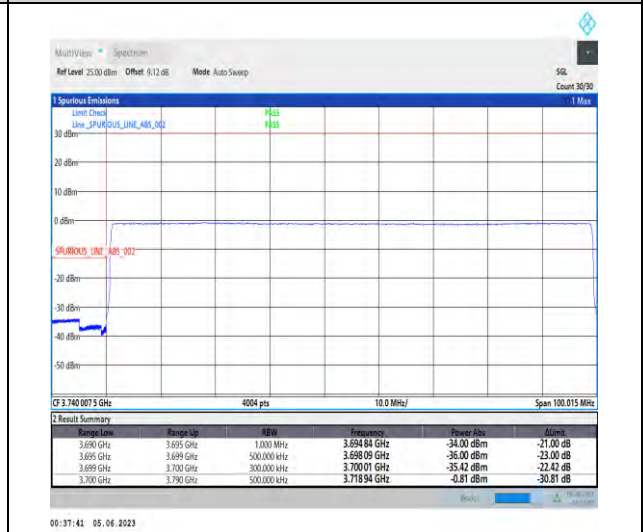 MultiView Spectrum
Ref Level 25.00 dBm Offset 9.12 dB Mode Auto Sweep SGL
Count 30/30
1 Spurious Emissions 1 Max
Limit Check PASS
Line _SPURIOUS_LINE_ABS_002 PASS
30 dBm
20 dBm
10 dBm
0 dBm
_SPURIOUS_LINE_ABS_002
-20 dBm
-30 dBm
-40 dBm
-50 dBm
CF 3.740 007 5 GHz 4004 pts 10.0 MHz/ Span 100.015 MHz
2 Result Summary
Range Low Range Up RBW Frequency Power Abs ΔLimit
3.690 GHz 3.695 GHz 1.000 MHz 3.694 84 GHz -34.00 dBm -21.00 dB
3.695 GHz 3.699 GHz 500.000 kHz 3.698 09 GHz -36.00 dBm -23.00 dB
3.699 GHz 3.700 GHz 300.000 kHz 3.700 01 GHz -35.42 dBm -22.42 dB
3.700 GHz 3.790 GHz 500.000 kHz 3.718 94 GHz -0.81 dBm -30.81 dB
00:37:41 05.06.2023